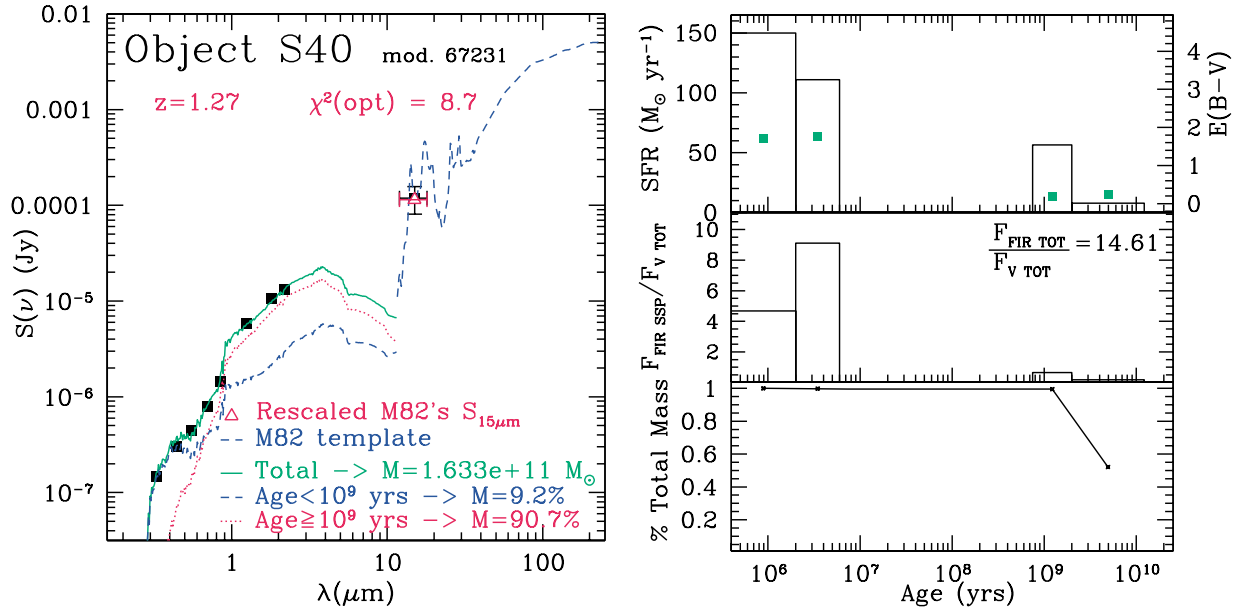 Object S40 mod. 67231
z=1.27 χ²(opt) = 8.7
0.01
0.001
0.0001
10⁻⁵
10⁻⁶
10⁻⁷
S(ν) (Jy)
Rescaled M82's S₁₅μm
M82 template
Total -> M=1.633e+11 M⊙
Age<10⁹ yrs -> M=9.2%
Age≧10⁹ yrs -> M=90.7%
1 10 100
λ(μm)
150
100
50
0
SFR (M⊙ yr⁻¹)
4
3
2
1
0
E(B-V)
10
8
6
4
2
F FIR SSP/F V TOT
F FIR TOT
F V TOT
=14.61
1
0.8
0.6
0.4
0.2
% Total Mass
10⁶ 10⁷ 10⁸ 10⁹ 10¹⁰
Age (yrs)